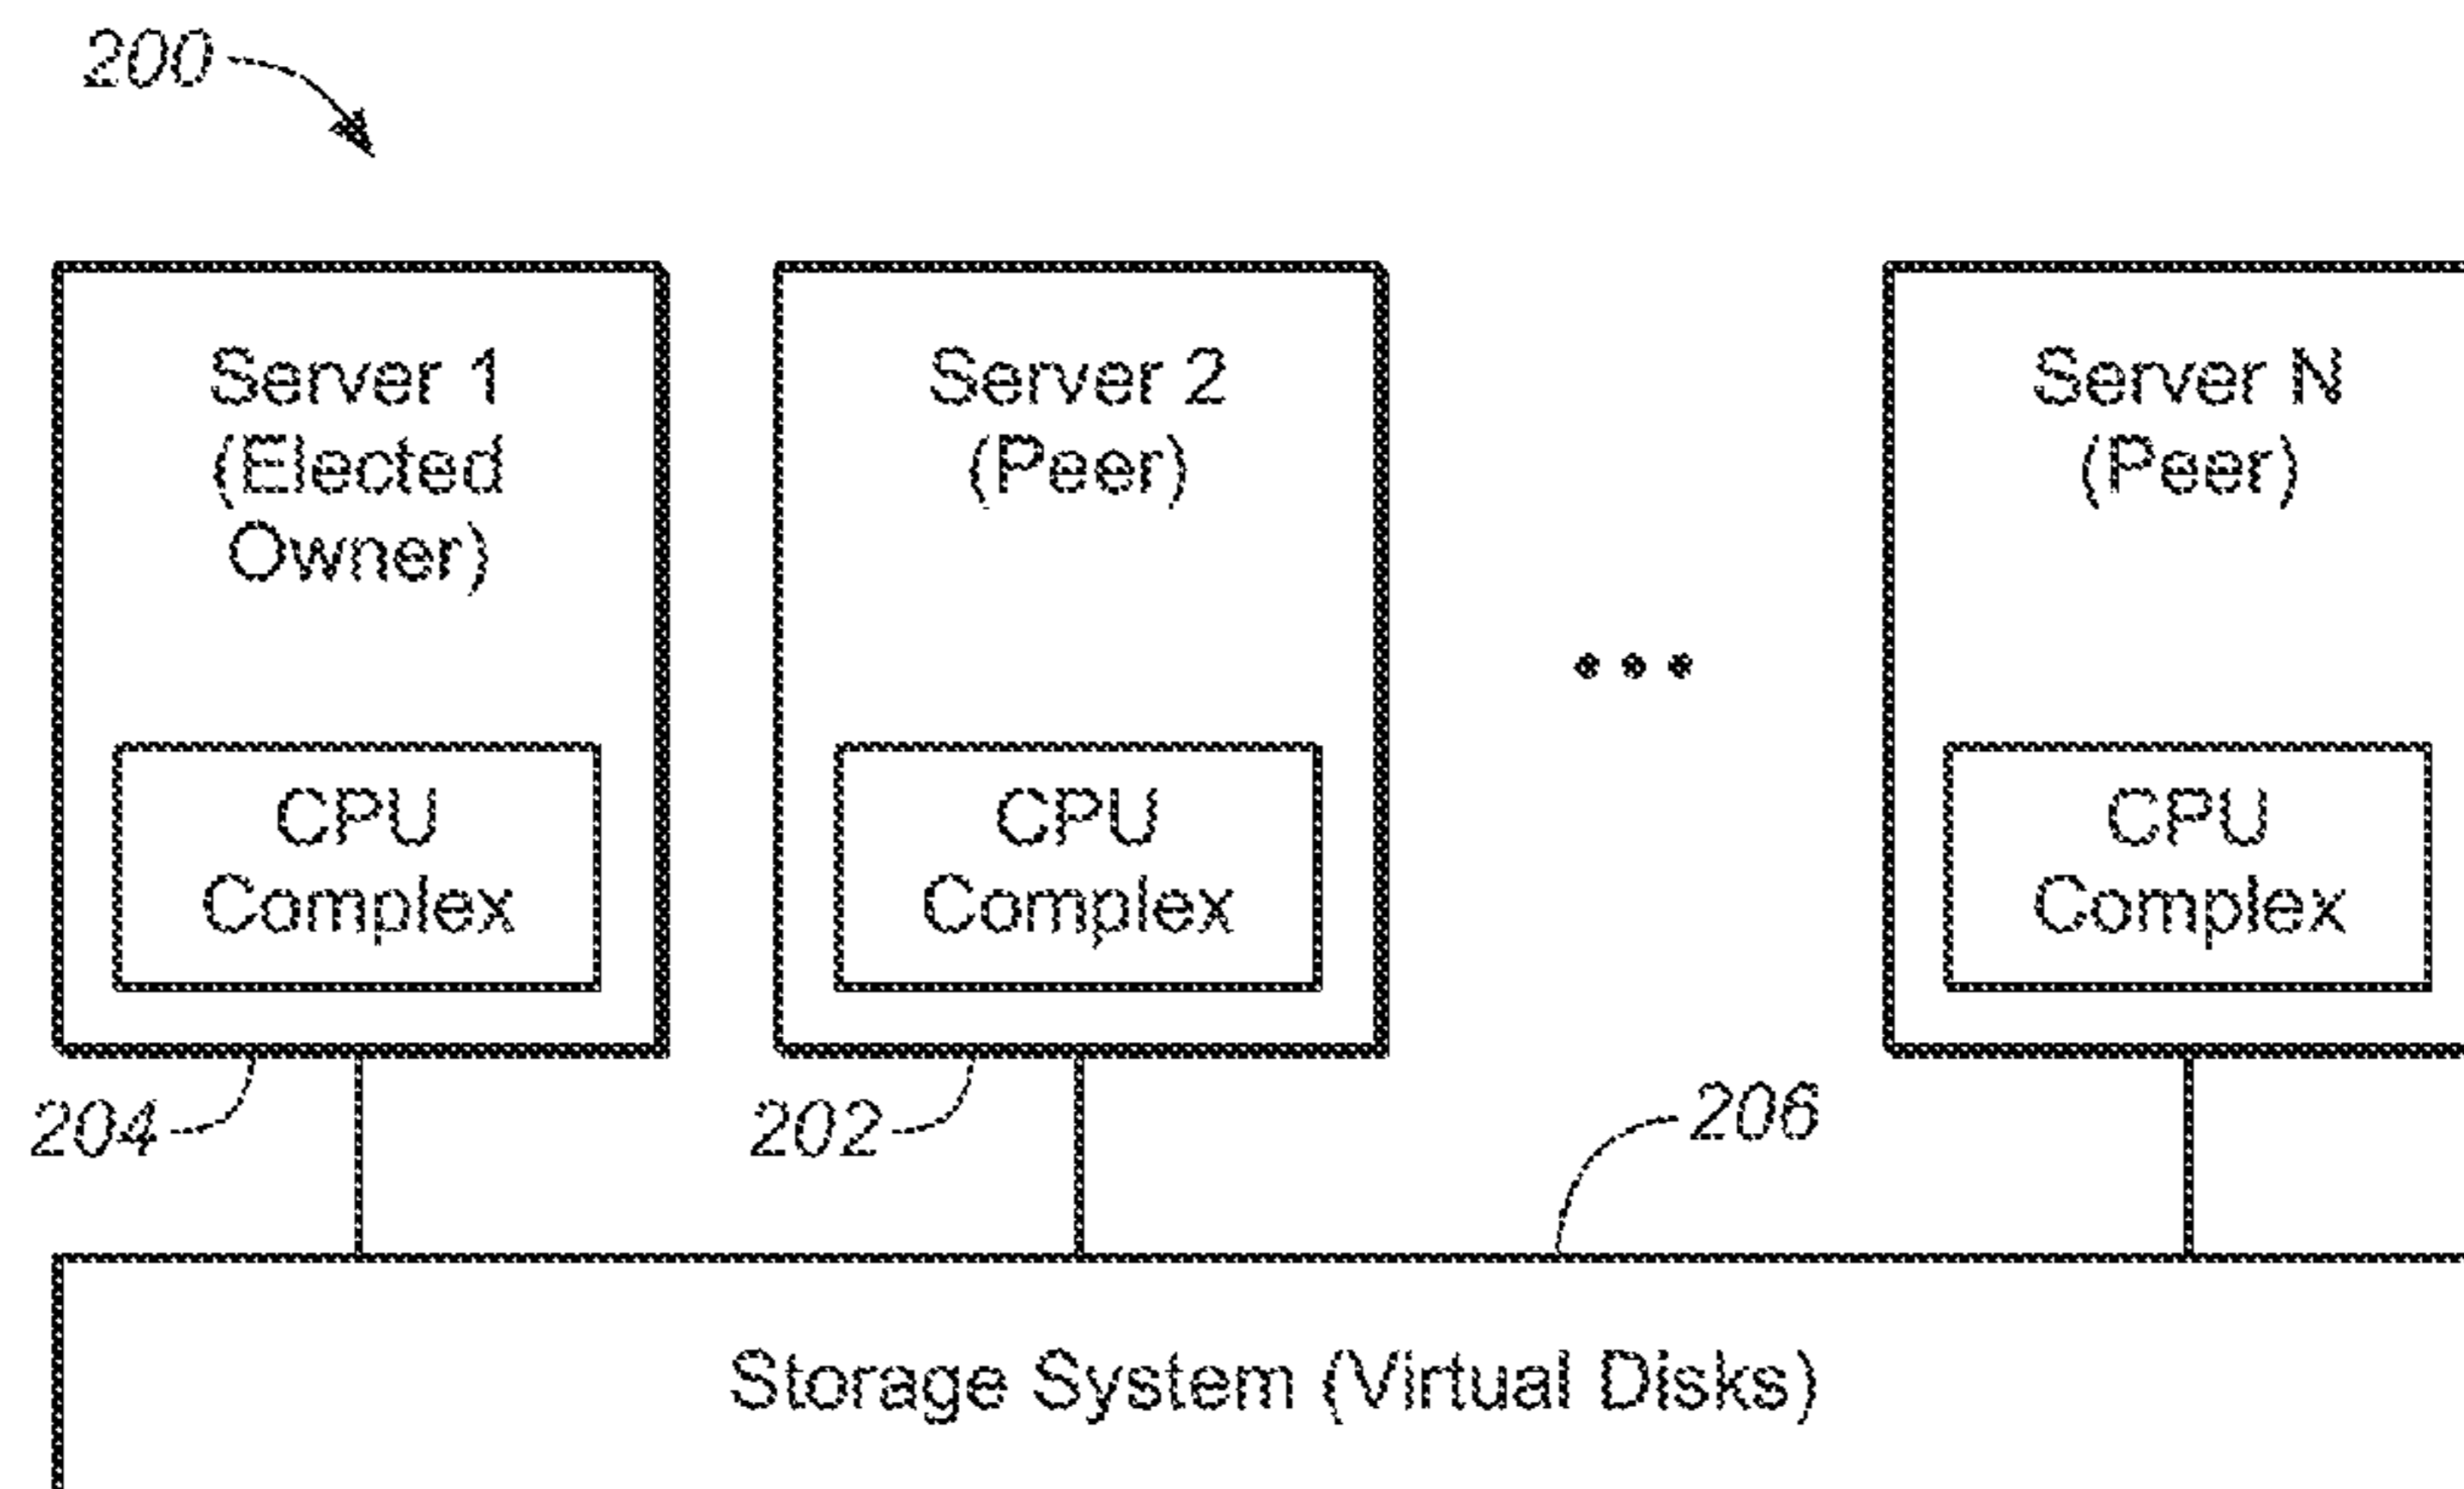 200
Server 1
(Elected
Owner)
CPU
Complex
Server 2
(Peer)
CPU
Complex
Server N
(Peer)
CPU
Complex
204
202
206
Storage System (Virtual Disks)